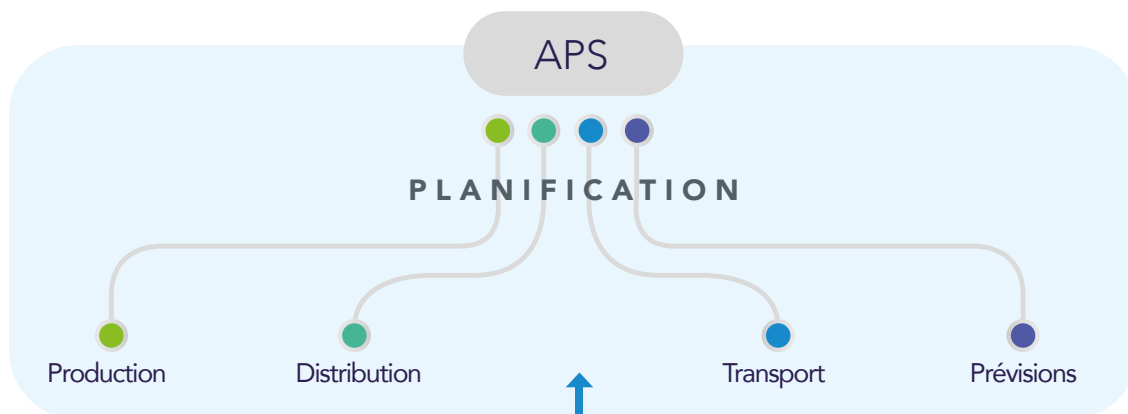 APS
PLANIFICATION
Production
Distribution
Transport
Prévisions